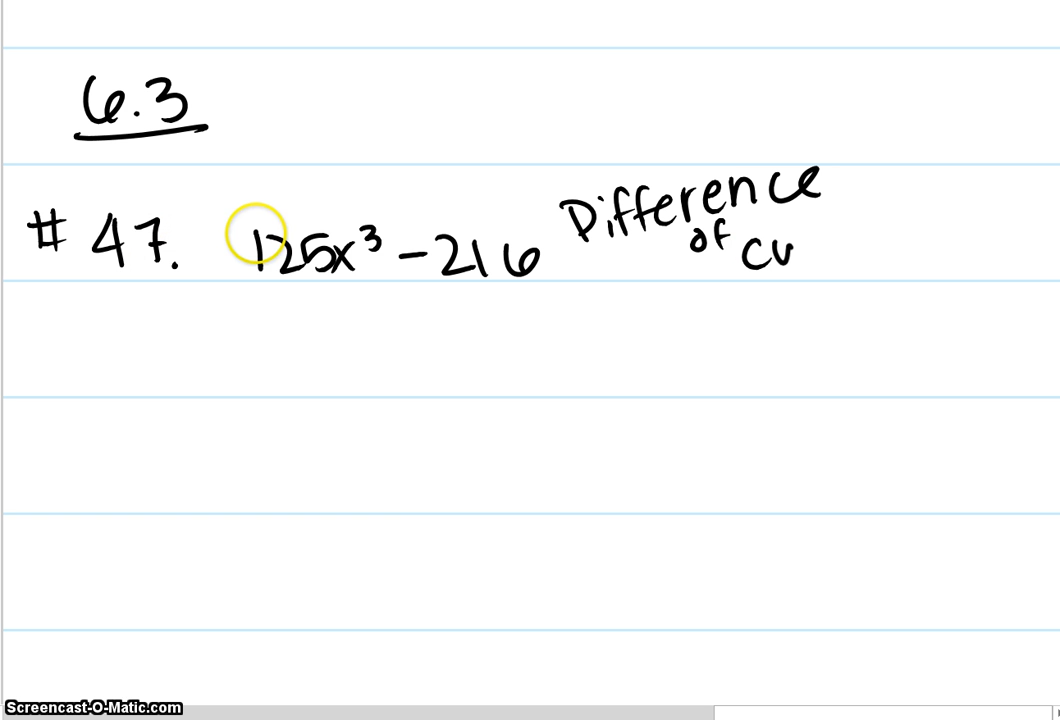 6.3
# 47. 125x³ - 216 Difference
of cu
Screencast-O-Matic.com